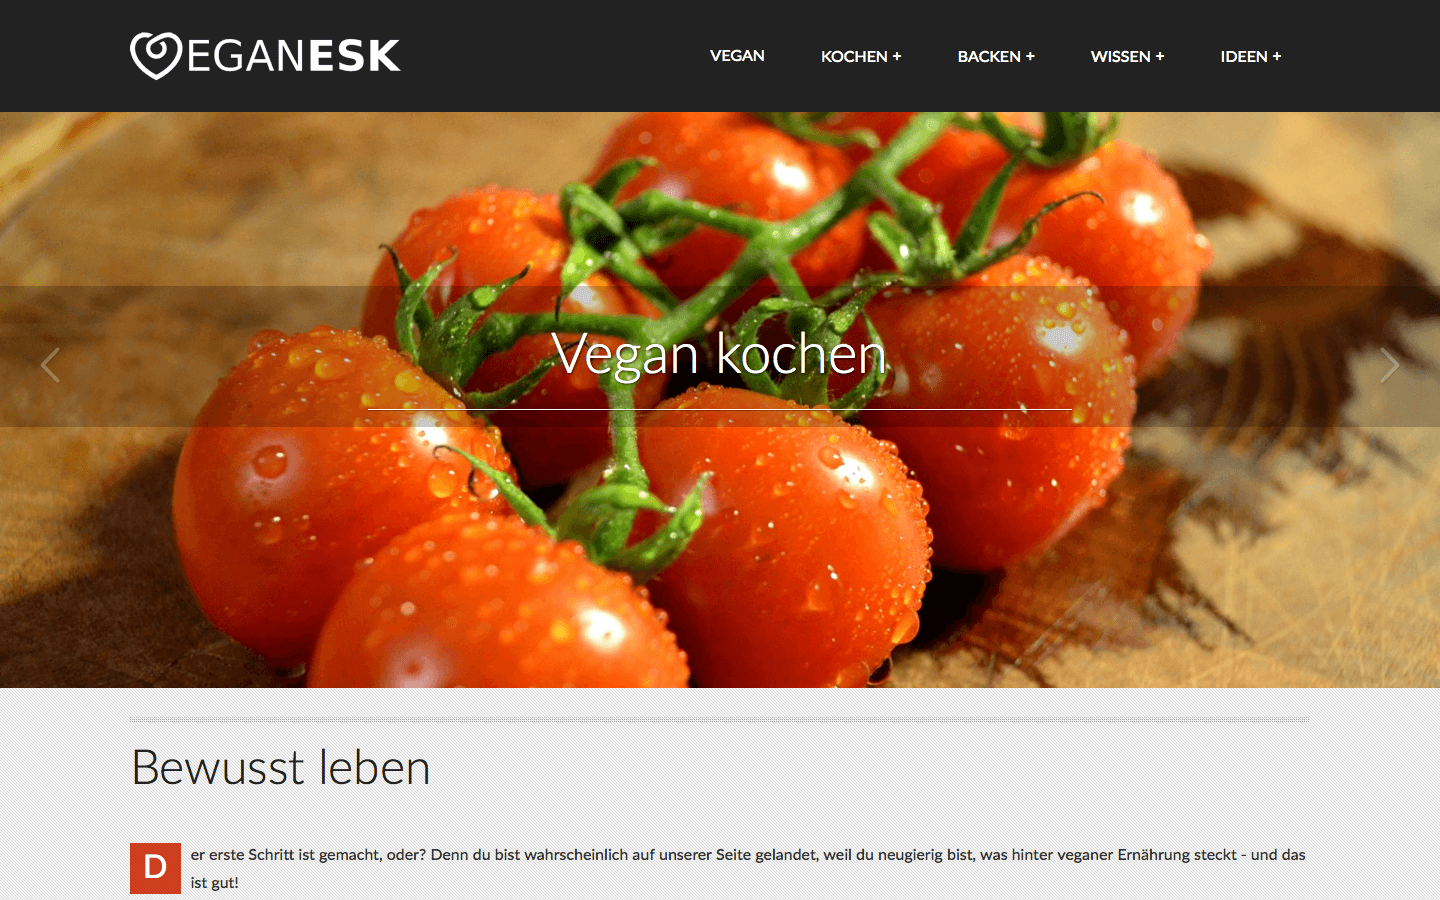 VEGANESK
VEGAN
KOCHEN +
BACKEN +
WISSEN +
IDEEN +
Vegan kochen
Bewusst leben
Der erste Schritt ist gemacht, oder? Denn du bist wahrscheinlich auf unserer Seite gelandet, weil du neugierig bist, was hinter veganer Ernährung steckt - und das
ist gut!